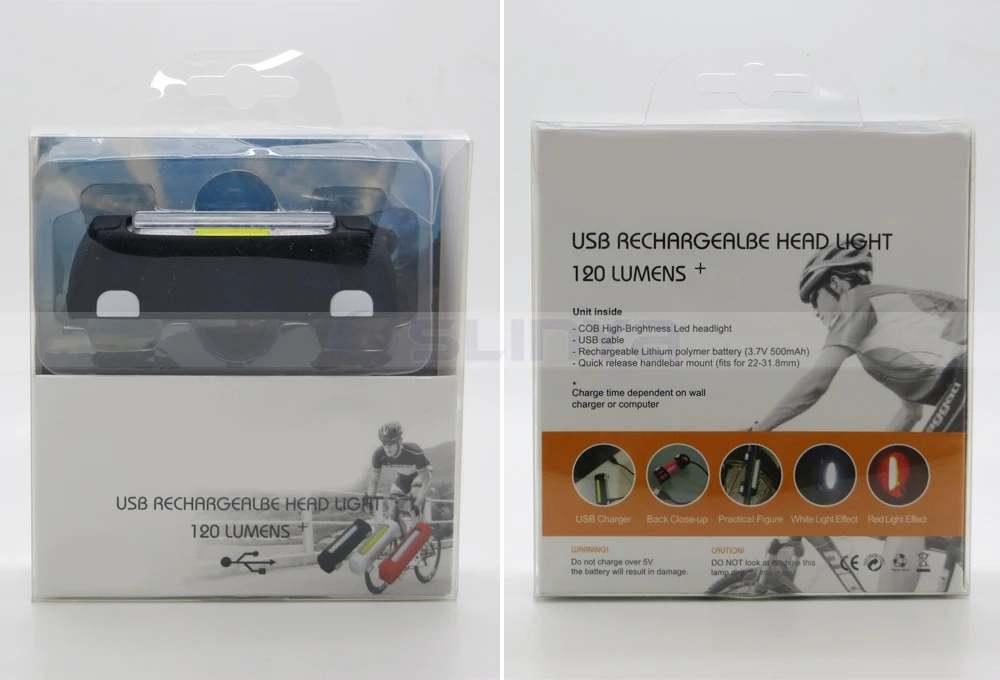 USB RECHARGEALBE HEAD LIGHT
120 LUMENS +
USB RECHARGEALBE HEAD LIGHT
120 LUMENS +
Unit inside
- COB High-Brightness Led headlight
- USB cable
- Rechargeable Lithium polymer battery (3.7V 500mAh)
- Quick release handlebar mount (fits for 22-31.8mm)
*
Charge time dependent on wall
charger or computer
USB Charger
Back Close-up
Practical Figure
White Light Effect
Red Light Effect
WARNING!
Do not charge over 5V
the battery will result in damage.
CAUTION!
DO NOT look at this
lamp
CE